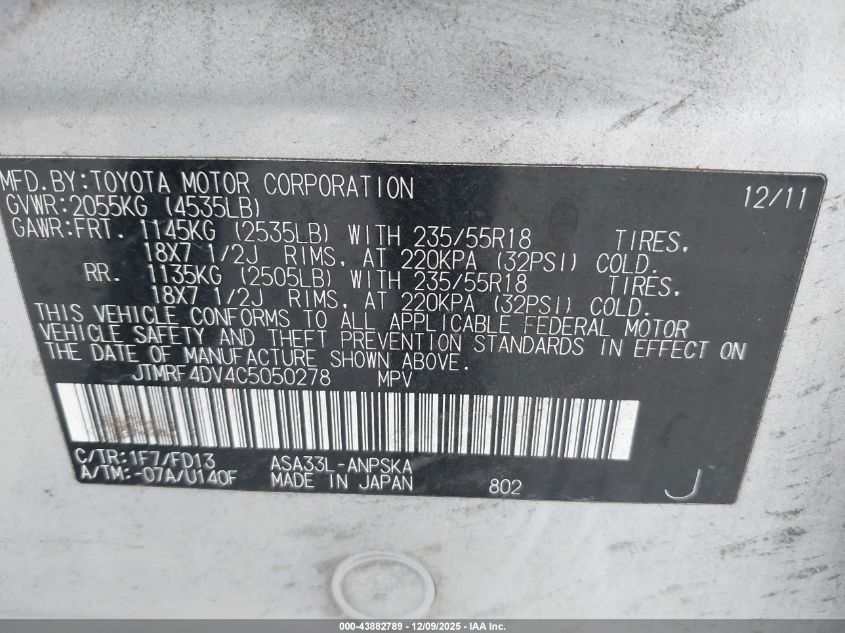 MFD.BY:TOYOTA MOTOR CORPORATION 12/11
GVWR:2055KG (4535LB)
GAWR:FRT. 1145KG (2535LB) WITH 235/55R18 TIRES,
18X7 1/2J RIMS, AT 220KPA (32PSI) COLD.
RR. 1135KG (2505LB) WITH 235/55R18 TIRES,
18X7 1/2J RIMS, AT 220KPA (32PSI) COLD.
THIS VEHICLE CONFORMS TO ALL APPLICABLE FEDERAL MOTOR
VEHICLE SAFETY AND THEFT PREVENTION STANDARDS IN EFFECT ON
THE DATE OF MANUFACTURE SHOWN ABOVE.
JTMRF4DV4C5050278 MPV
C/TR:1F7/FD13 ASA33L-ANPSKA
A/TM:-07A/U140F MADE IN JAPAN 802 J
000-43882789 - 12/09/2025 - IAA Inc.